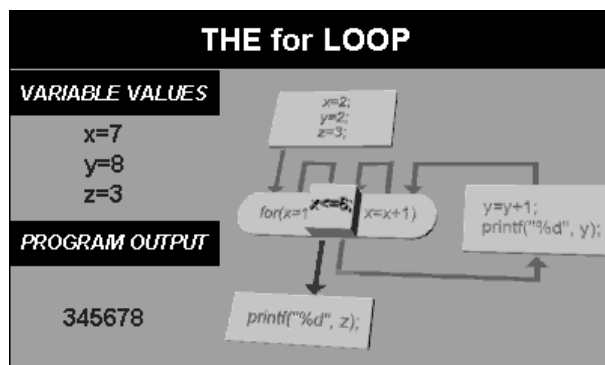 THE for LOOP
VARIABLE VALUES
x=7
y=8
z=3
PROGRAM OUTPUT
345678
x=2;
y=2;
z=3;
for(x=1 x<=6; x=x+1)
y=y+1;
printf("%d", y);
printf("%d", z);